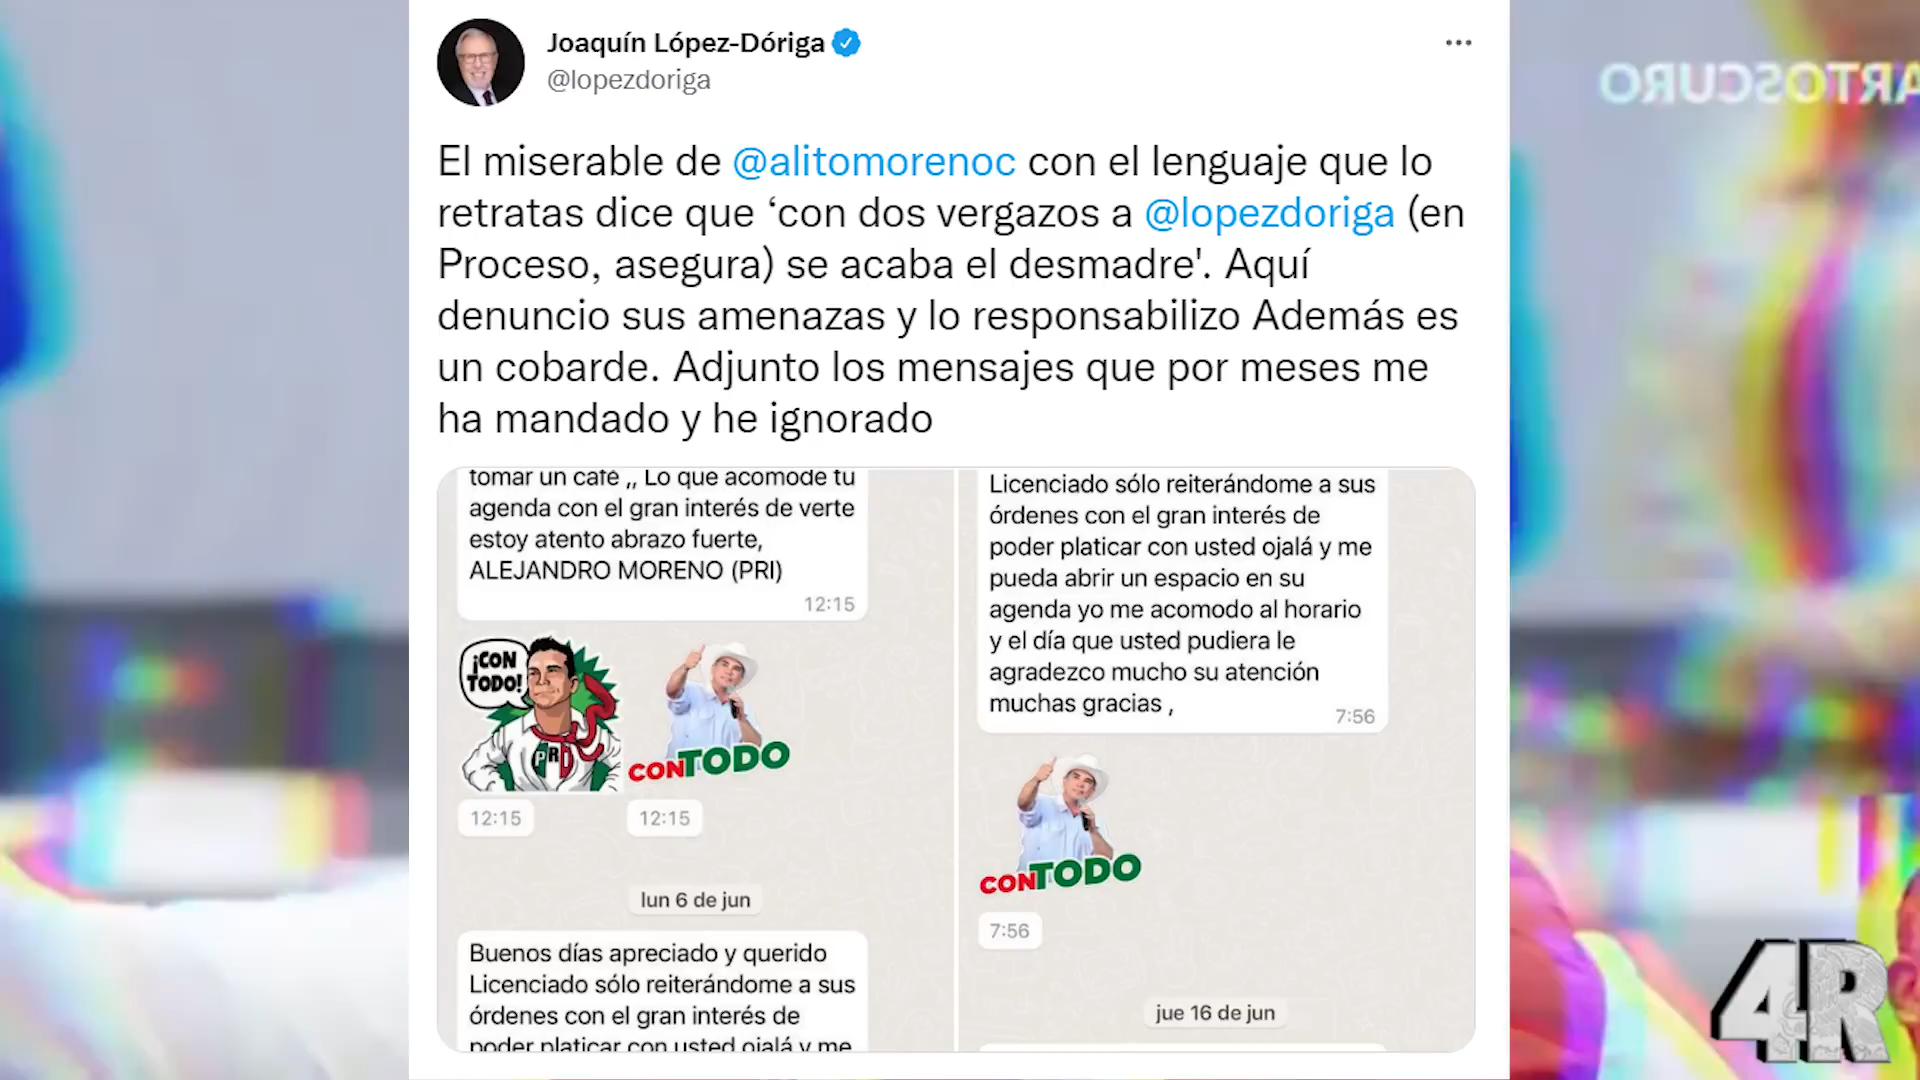 Joaquín López-Dóriga
@lopezdoriga
El miserable de @alitomorenoc con el lenguaje que lo
retratas dice que ‘con dos vergazos a @lopezdoriga (en
Proceso, asegura) se acaba el desmadre'. Aquí
denuncio sus amenazas y lo responsabilizo Además es
un cobarde. Adjunto los mensajes que por meses me
ha mandado y he ignorado
tomar un café ,, Lo que acomode tu
agenda con el gran interés de verte
estoy atento abrazo fuerte,
ALEJANDRO MORENO (PRI)
12:15
¡CON
TODO!
PRI
CONTODO
12:15
12:15
lun 6 de jun
Buenos días apreciado y querido
Licenciado sólo reiterándome a sus
órdenes con el gran interés de
poder platicar con usted ojalá y me
Licenciado sólo reiterándome a sus
órdenes con el gran interés de
poder platicar con usted ojalá y me
pueda abrir un espacio en su
agenda yo me acomodo al horario
y el día que usted pudiera le
agradezco mucho su atención
muchas gracias ,
7:56
CONTODO
7:56
jue 16 de jun
ARTOSCURO
4R